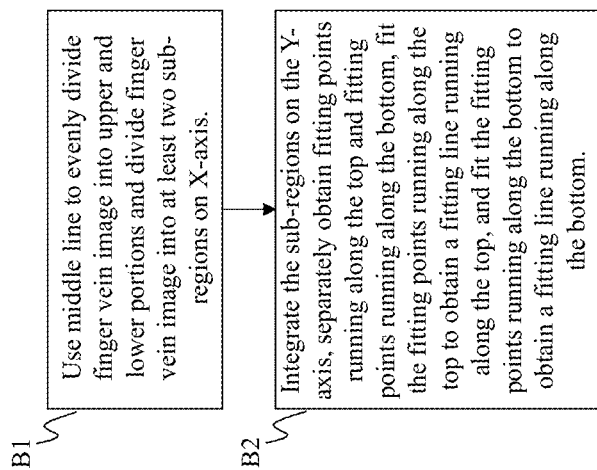 B1
Use middle line to evenly divide
finger vein image into upper and
lower portions and divide finger
vein image into at least two sub-
regions on X-axis.
B2
Integrate the sub-regions on the Y-
axis, separately obtain fitting points
running along the top and fitting
points running along the bottom, fit
the fitting points running along the
top to obtain a fitting line running
along the top, and fit the fitting
points running along the bottom to
obtain a fitting line running along
the bottom.